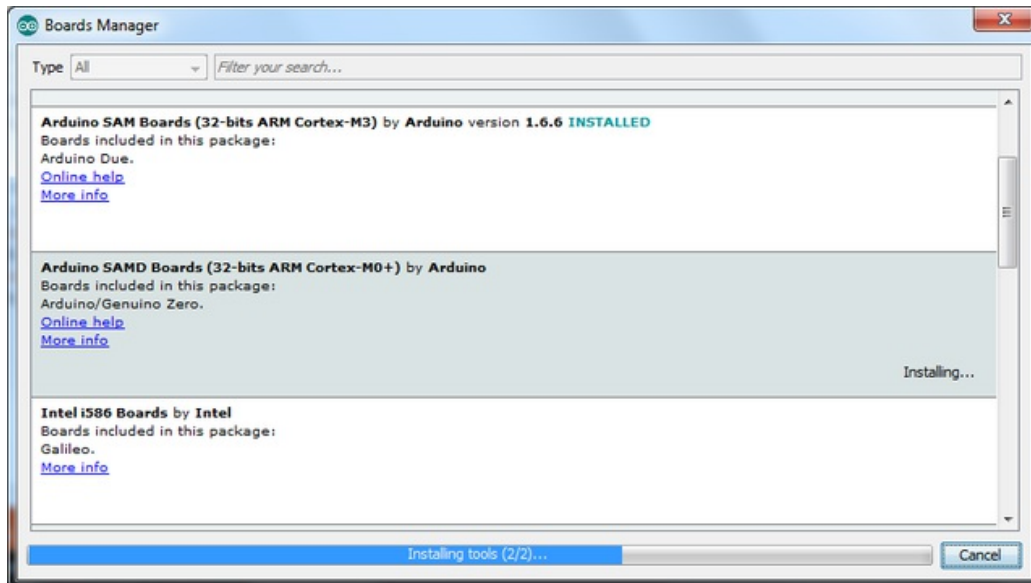 Boards Manager
Type All Filter your search...
Arduino SAM Boards (32-bits ARM Cortex-M3) by Arduino version 1.6.6 INSTALLED
Boards included in this package:
Arduino Due.
Online help
More info
Arduino SAMD Boards (32-bits ARM Cortex-M0+) by Arduino
Boards included in this package:
Arduino/Genuino Zero.
Online help
More info
Installing...
Intel i586 Boards by Intel
Boards included in this package:
Galileo.
More info
Installing tools (2/2)...
Cancel